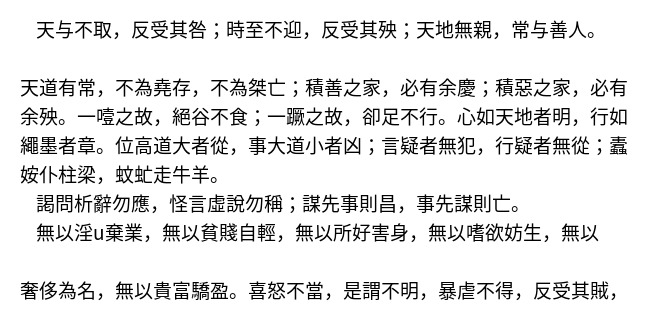 天与不取，反受其咎；時至不迎，反受其殃；天地無親，常与善人。
天道有常，不為堯存，不為桀亡；積善之家，必有余慶；積惡之家，必有
余殃。一噎之故，絕谷不食；一蹶之故，卻足不行。心如天地者明，行如
繩墨者章。位高道大者從，事大道小者凶；言疑者無犯，行疑者無從；蠹
㛂仆柱梁，蚊虻走牛羊。
謁問析辭勿應，怪言虛說勿稱；謀先事則昌，事先謀則亡。
無以淫u棄業，無以貧賤自輕，無以所好害身，無以嗜欲妨生，無以
奢侈為名，無以貴富驕盈。喜怒不當，是謂不明，暴虐不得，反受其賊，